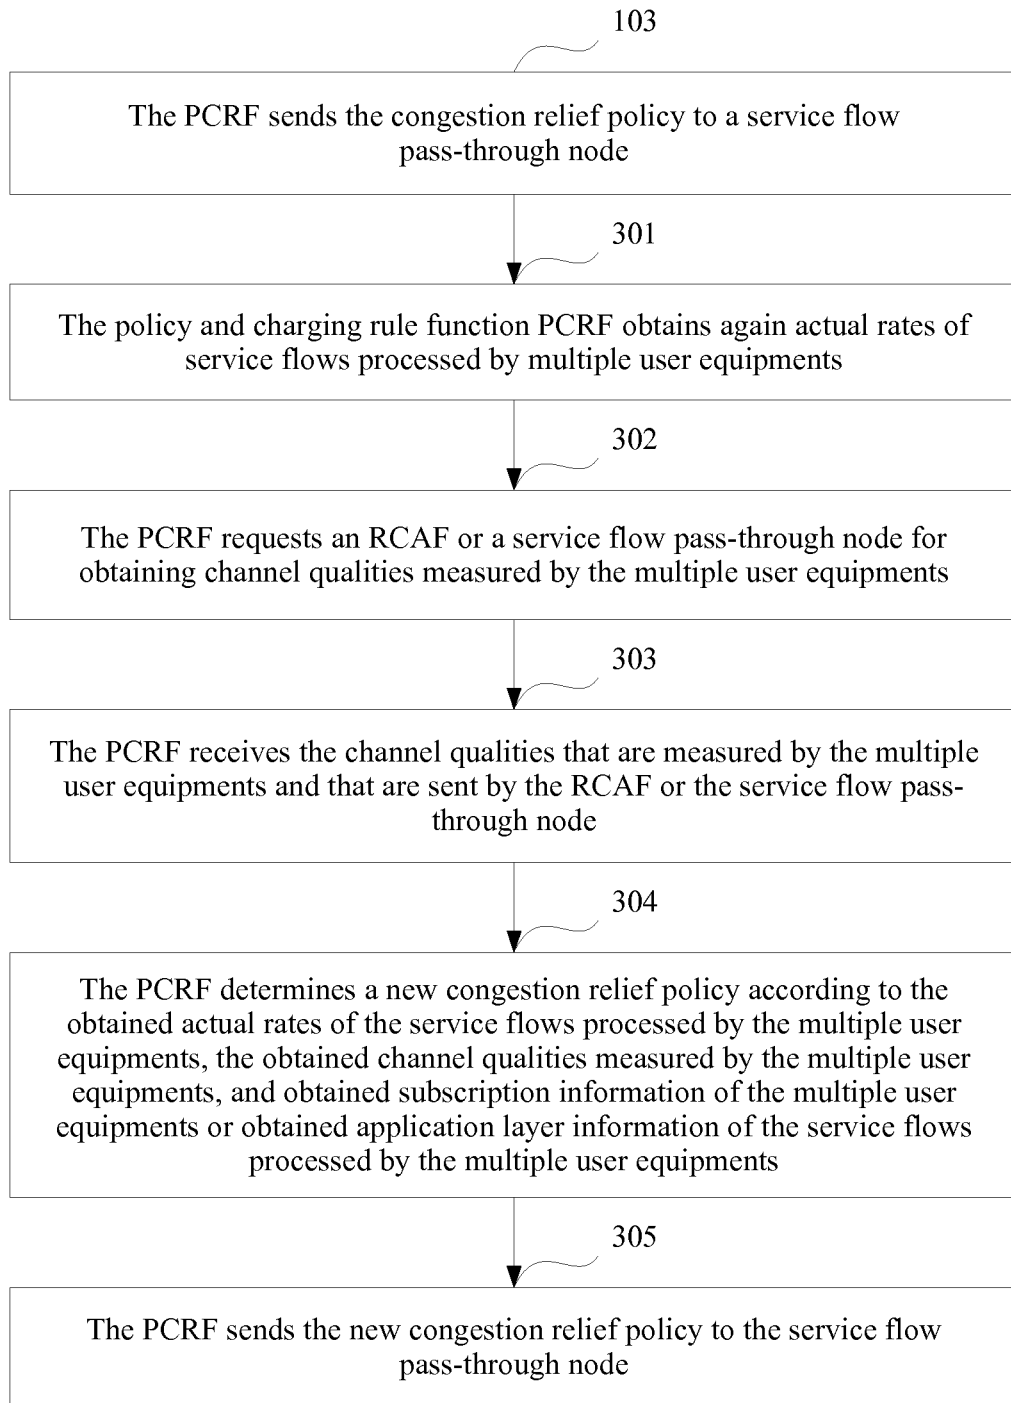 103
The PCRF sends the congestion relief policy to a service flow
pass-through node
301
The policy and charging rule function PCRF obtains again actual rates of
service flows processed by multiple user equipments
302
The PCRF requests an RCAF or a service flow pass-through node for
obtaining channel qualities measured by the multiple user equipments
303
The PCRF receives the channel qualities that are measured by the multiple
user equipments and that are sent by the RCAF or the service flow pass-
through node
304
The PCRF determines a new congestion relief policy according to the
obtained actual rates of the service flows processed by the multiple user
equipments, the obtained channel qualities measured by the multiple user
equipments, and obtained subscription information of the multiple user
equipments or obtained application layer information of the service flows
processed by the multiple user equipments
305
The PCRF sends the new congestion relief policy to the service flow
pass-through node